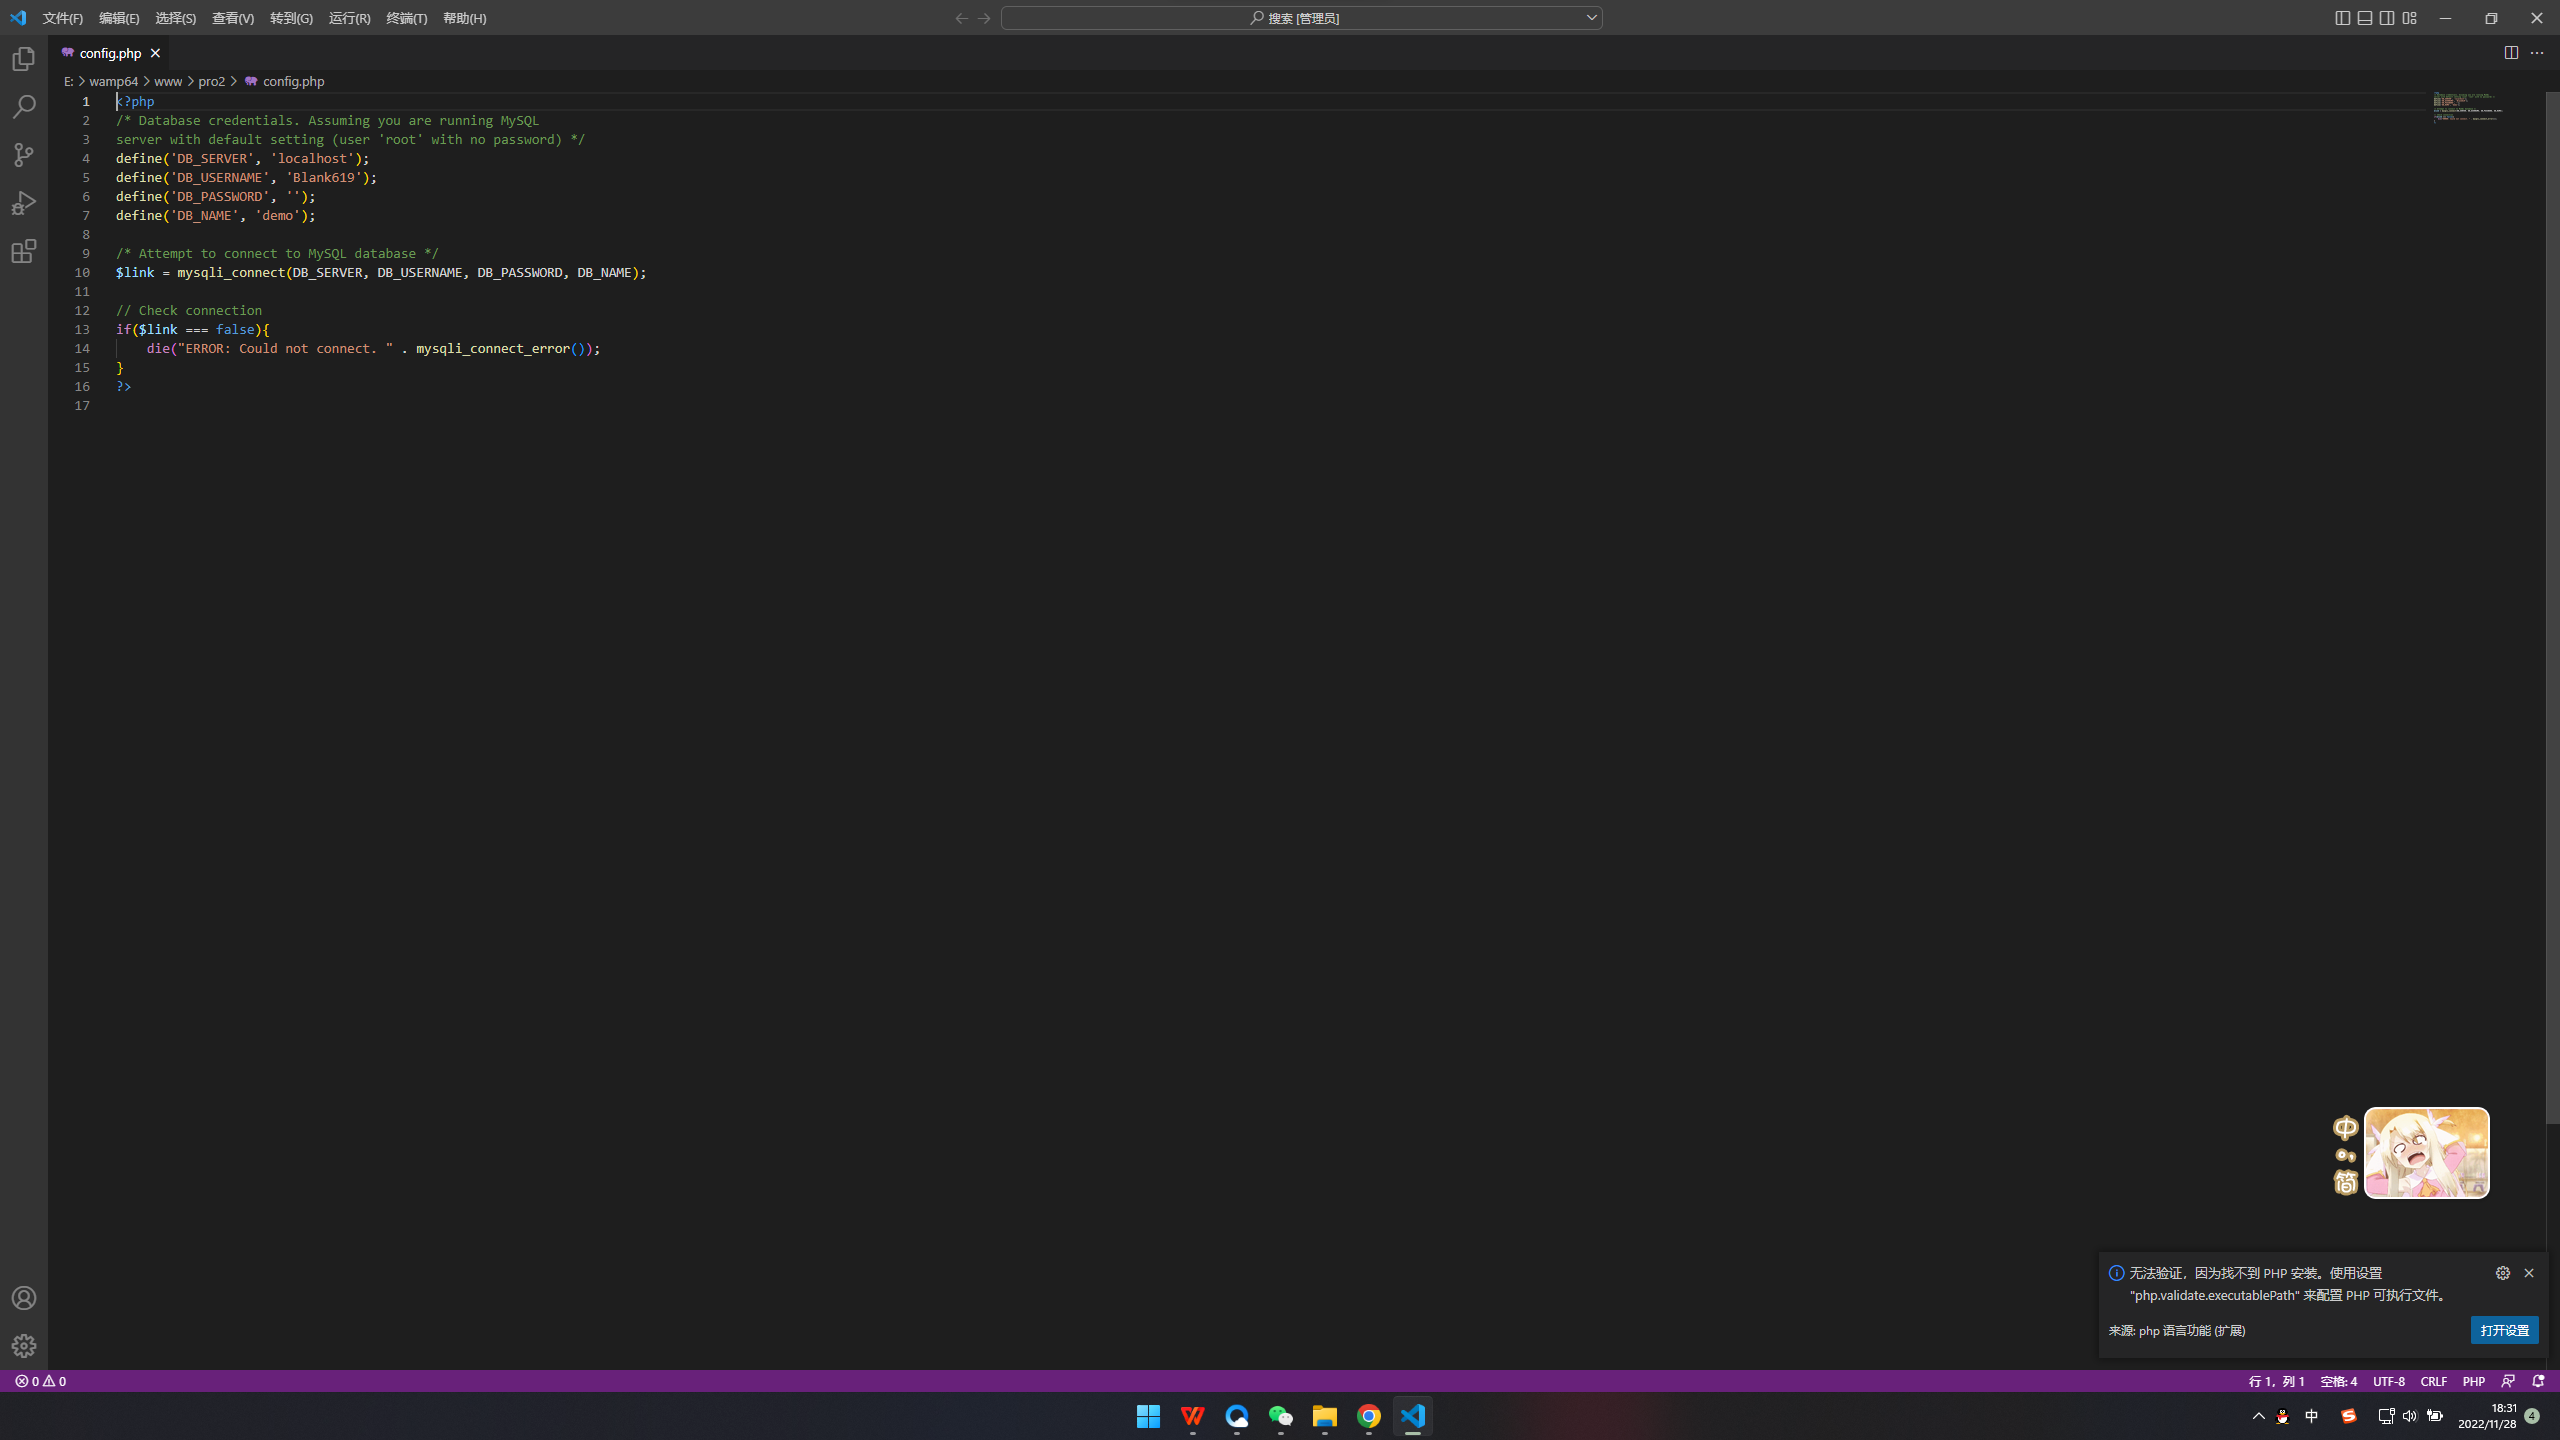 文件(F) 编辑(E) 选择(S) 查看(V) 转到(G) 运行(R) 终端(T) 帮助(H) 搜索 [管理员]
config.php
E: > wamp64 > www > pro2 > config.php
1 <?php
2 /* Database credentials. Assuming you are running MySQL
3 server with default setting (user 'root' with no password) */
4 define('DB_SERVER', 'localhost');
5 define('DB_USERNAME', 'Blank619');
6 define('DB_PASSWORD', '');
7 define('DB_NAME', 'demo');
8
9 /* Attempt to connect to MySQL database */
10 $link = mysqli_connect(DB_SERVER, DB_USERNAME, DB_PASSWORD, DB_NAME);
11
12 // Check connection
13 if($link === false){
14     die("ERROR: Could not connect. " . mysqli_connect_error());
15 }
16 ?>
17
中
°,
简
无法验证，因为找不到 PHP 安装。使用设置
"php.validate.executablePath" 来配置 PHP 可执行文件。
来源: php 语言功能 (扩展) 打开设置
0 0 行 1，列 1 空格: 4 UTF-8 CRLF PHP
中 18:31 4
2022/11/28